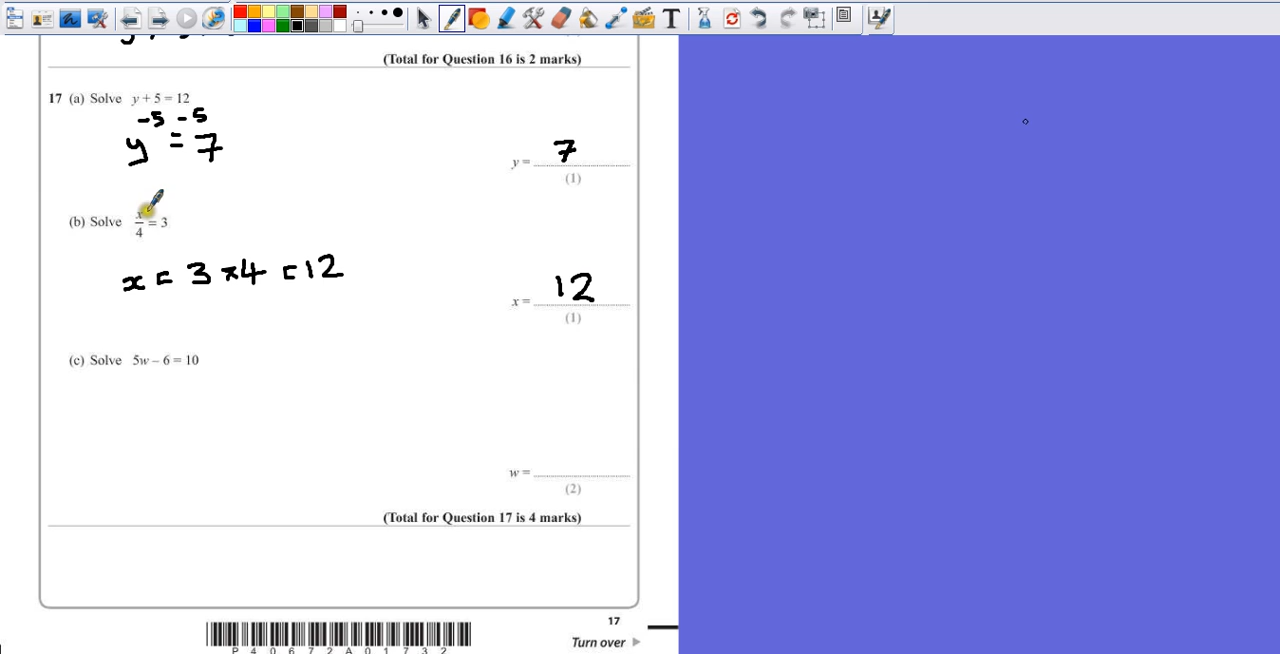 (Total for Question 16 is 2 marks)
17 (a) Solve y + 5 = 12
-5 -5
y = 7
y = 7
(1)
(b) Solve x/4 = 3
x = 3 × 4 = 12
x = 12
(1)
(c) Solve 5w – 6 = 10
w =
(2)
(Total for Question 17 is 4 marks)
17
P 4 0 6 7 2 A 0 1 7 3 2
Turn over